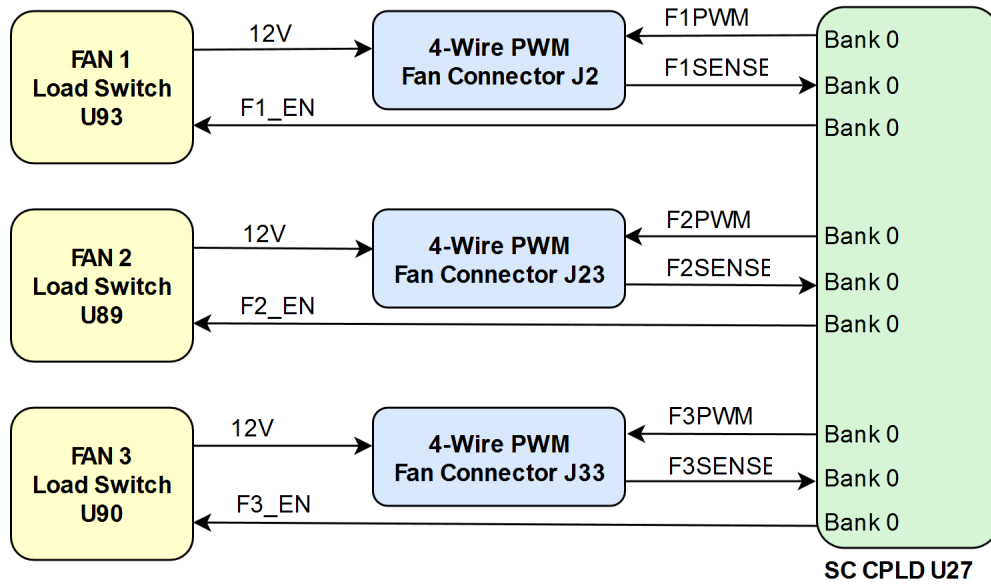 FAN 1
Load Switch
U93
12V
4-Wire PWM
Fan Connector J2
F1PWM
F1SENSE
F1_EN
Bank 0
Bank 0
Bank 0
FAN 2
Load Switch
U89
12V
4-Wire PWM
Fan Connector J23
F2PWM
F2SENSE
F2_EN
Bank 0
Bank 0
Bank 0
FAN 3
Load Switch
U90
12V
4-Wire PWM
Fan Connector J33
F3PWM
F3SENSE
F3_EN
Bank 0
Bank 0
Bank 0
SC CPLD U27